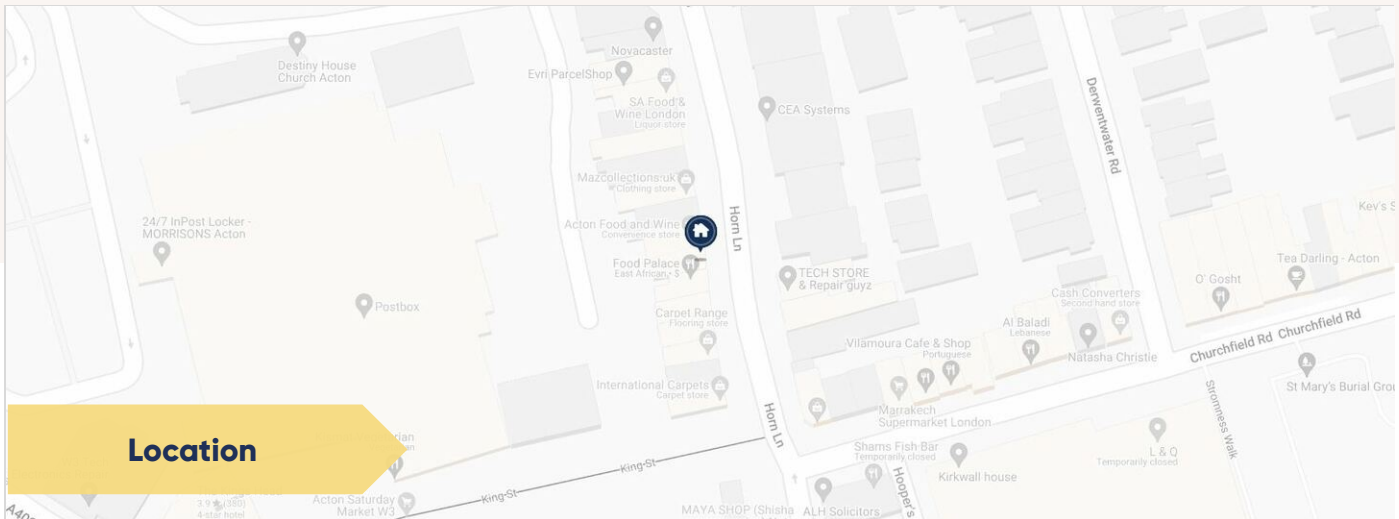 Novacaster
Destiny House
Church Acton
Evri ParcelShop
SA Food &
Wine London
Liquor store
CEA Systems
Derwentwater Rd
Mazcollections.uk
Clothing store
24/7 InPost Locker -
MORRISONS Acton
Acton Food and Wine
Convenience store
Horn Ln
Kev's S
Food Palace
East African • $
TECH STORE
& Repair guyz
Tea Darling - Acton
O' Gosht
Postbox
Carpet Range
Flooring store
Cash Converters
Second hand store
Al Baladi
Lebanese
Vilamoura Cafe & Shop
Portuguese
Natasha Christie
Churchfield Rd
Churchfield Rd
St Mary's Burial Grou
International Carpets
Carpet store
Stromness Walk
Horn Ln
Marrakech
Supermarket London
Location
Shams Fish Bar
Temporarily closed
L & Q
Temporarily closed
King St
Kirkwall house
King St
Hooper's
Acton Saturday
Market W3
4-star hotel
MAYA SHOP (Shisha
ALH Solicitors